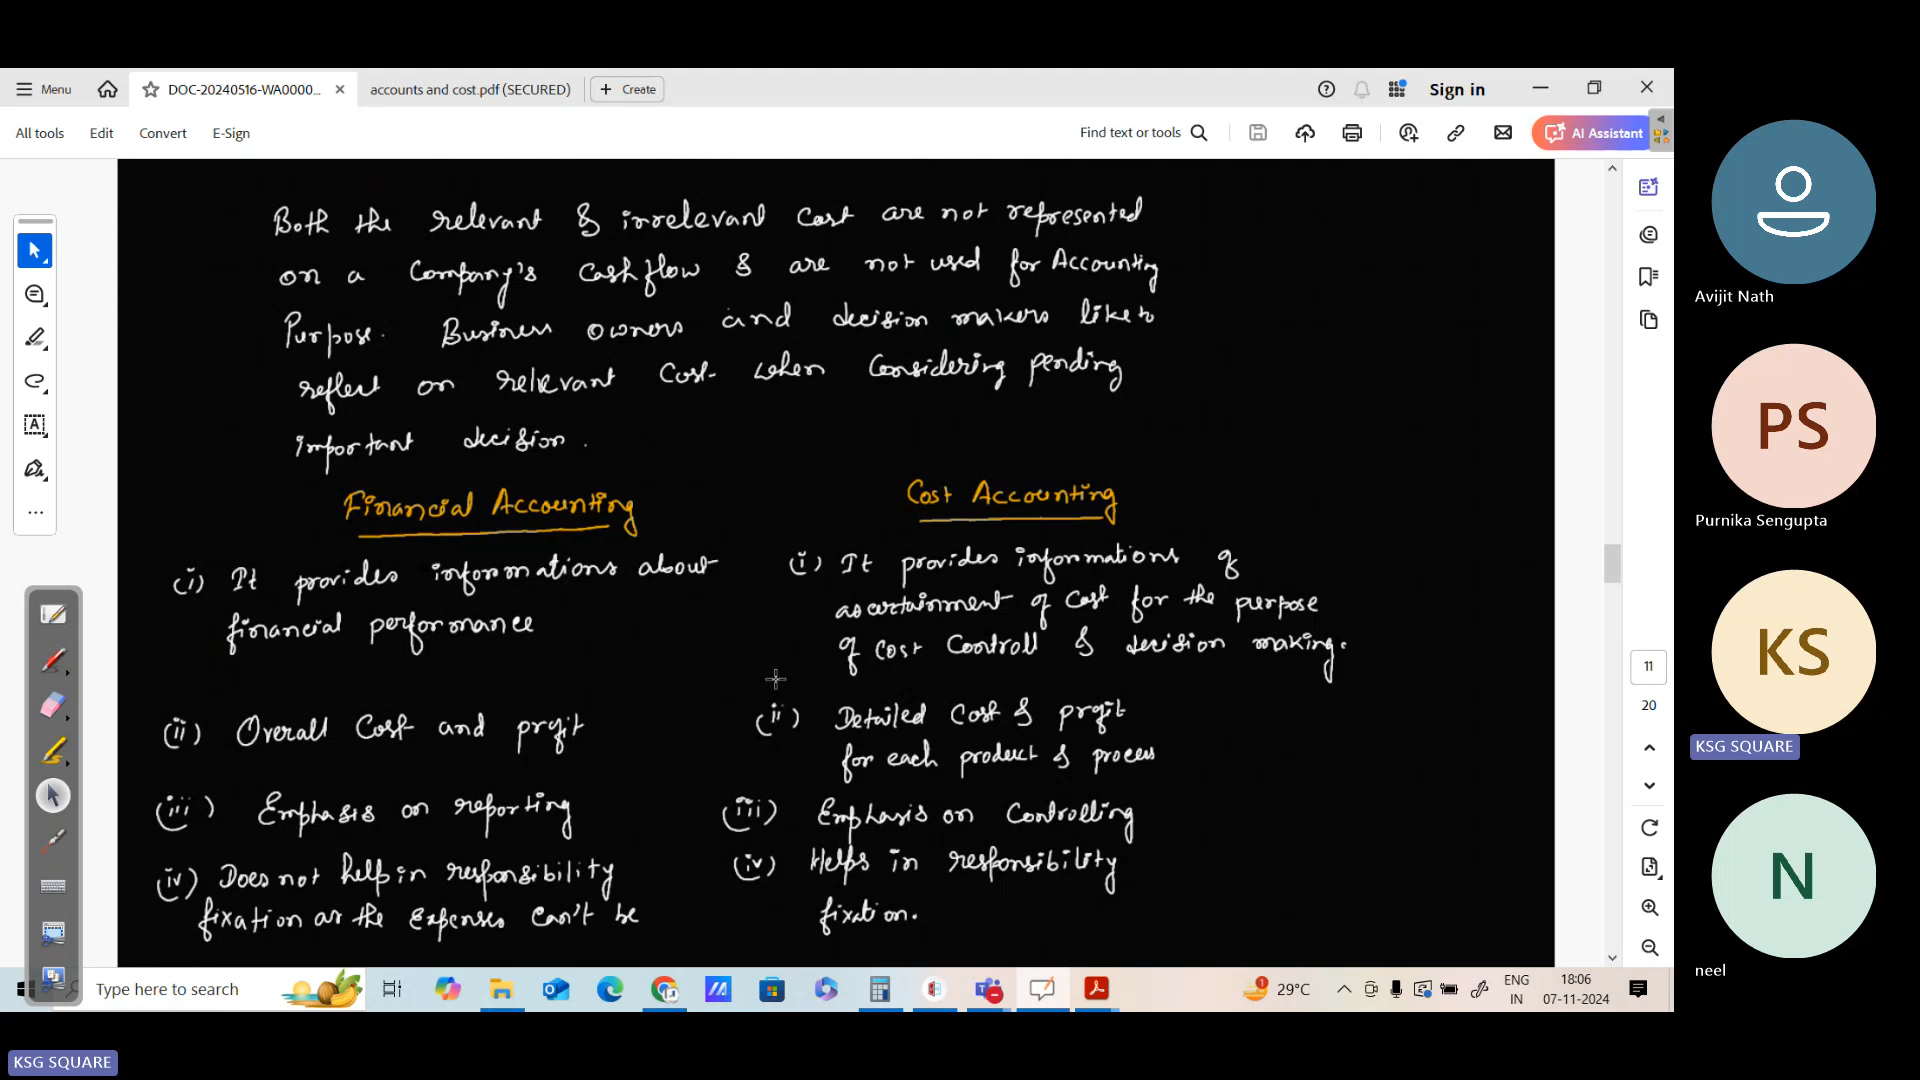 Menu
DOC-20240516-WA0000...
accounts and cost.pdf (SECURED)
Create
Sign in
All tools
Edit
Convert
E-Sign
Find text or tools
AI Assistant
Both the relevant & irrelevant cost are not represented
on a Company's cashflow & are not used for Accounting
Purpose. Business owners and decision makers like to
reflect on relevant cost when considering pending
important decision.
Financial Accounting
Cost Accounting
(i) It provides informations about
financial performance
(i) It provides informations of
ascertainment of cost for the purpose
of cost Controll & decision making.
(ii) Overall Cost and profit
(ii) Detailed Cost & profit
for each product & process
(iii) Emphasis on reporting
(iii) Emphasis on Controlling
(iv) Does not help in responsibility
fixation as the Expenses can't be
(iv) Helps in responsibility
fixation.
11
20
Avijit Nath
PS
Purnika Sengupta
KS
KSG SQUARE
N
neel
Type here to search
1
29°C
ENG
IN
18:06
07-11-2024
KSG SQUARE